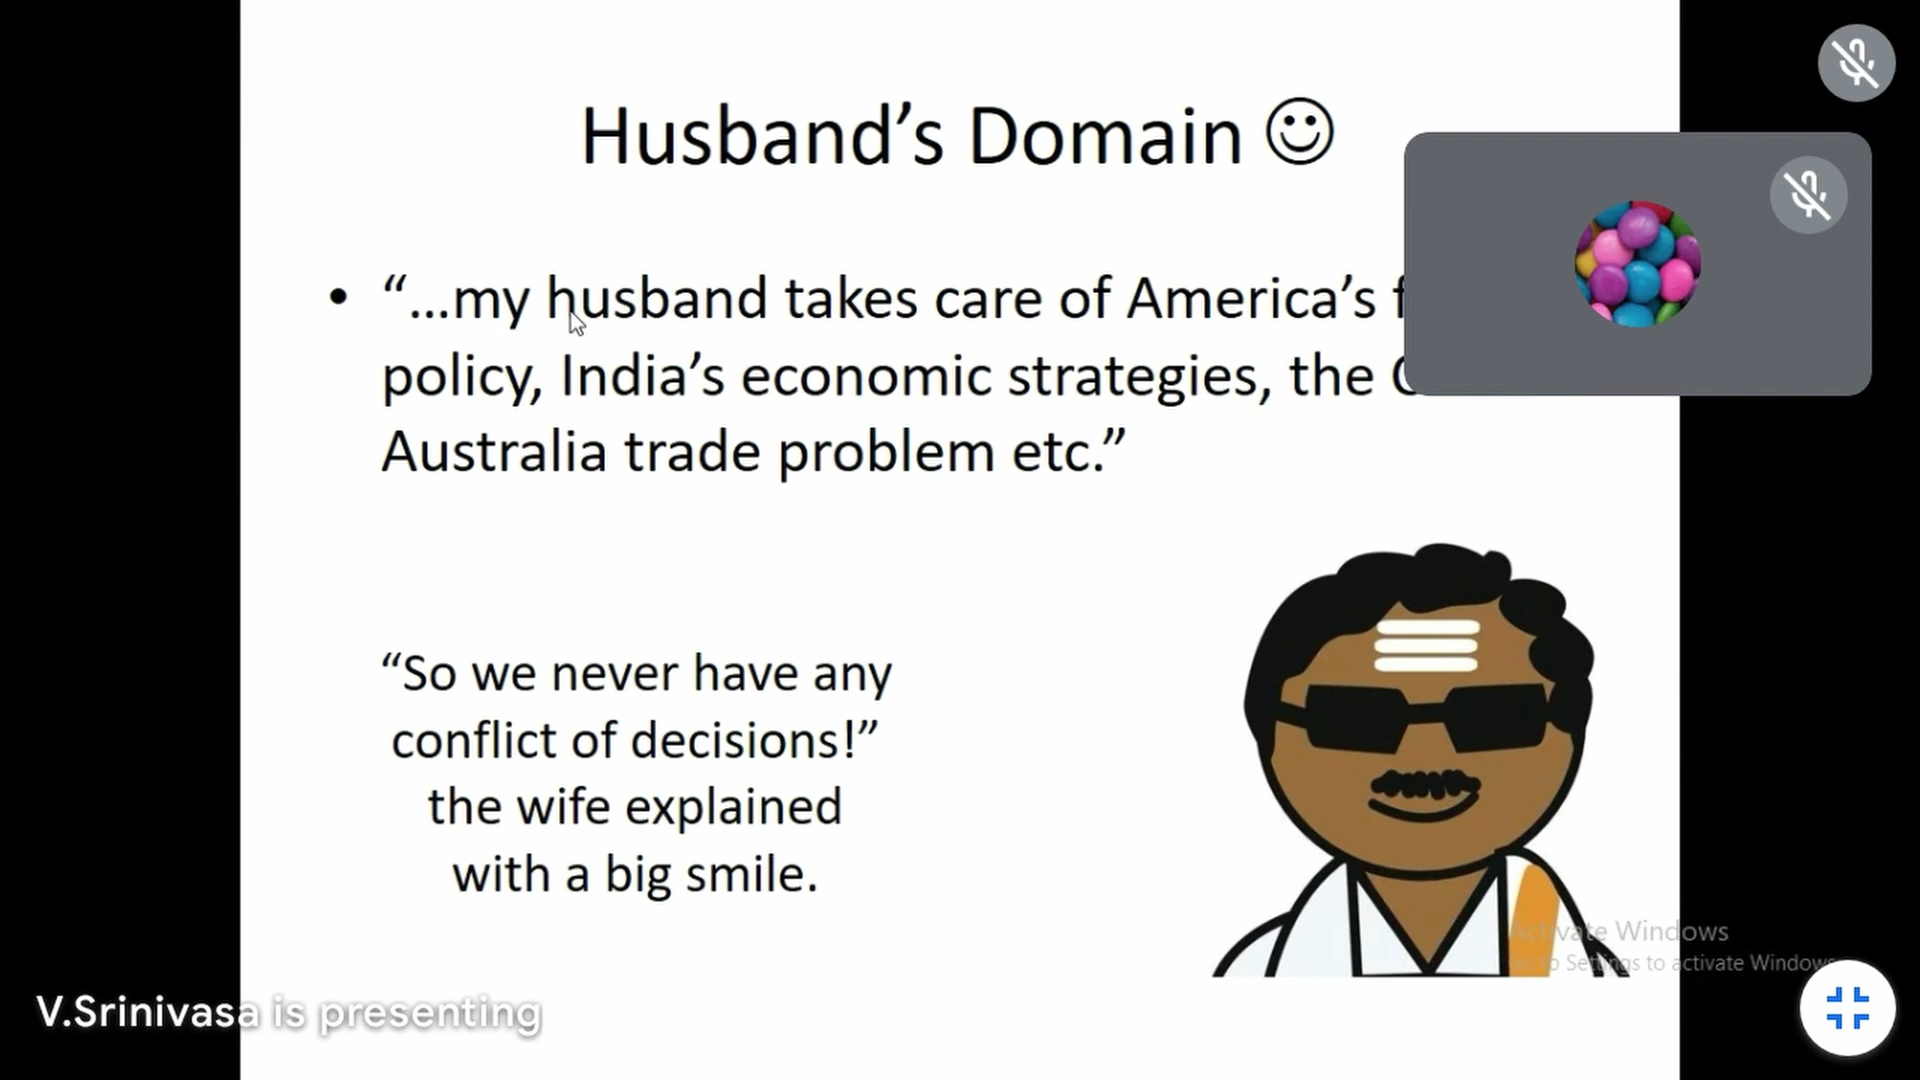 Husband’s Domain
• “...my husband takes care of America’s
policy, India’s economic strategies, the
Australia trade problem etc.”
“So we never have any
conflict of decisions!”
the wife explained
with a big smile.
Activate Windows
Go to Settings to activate Windows.
V.Srinivasa is presenting